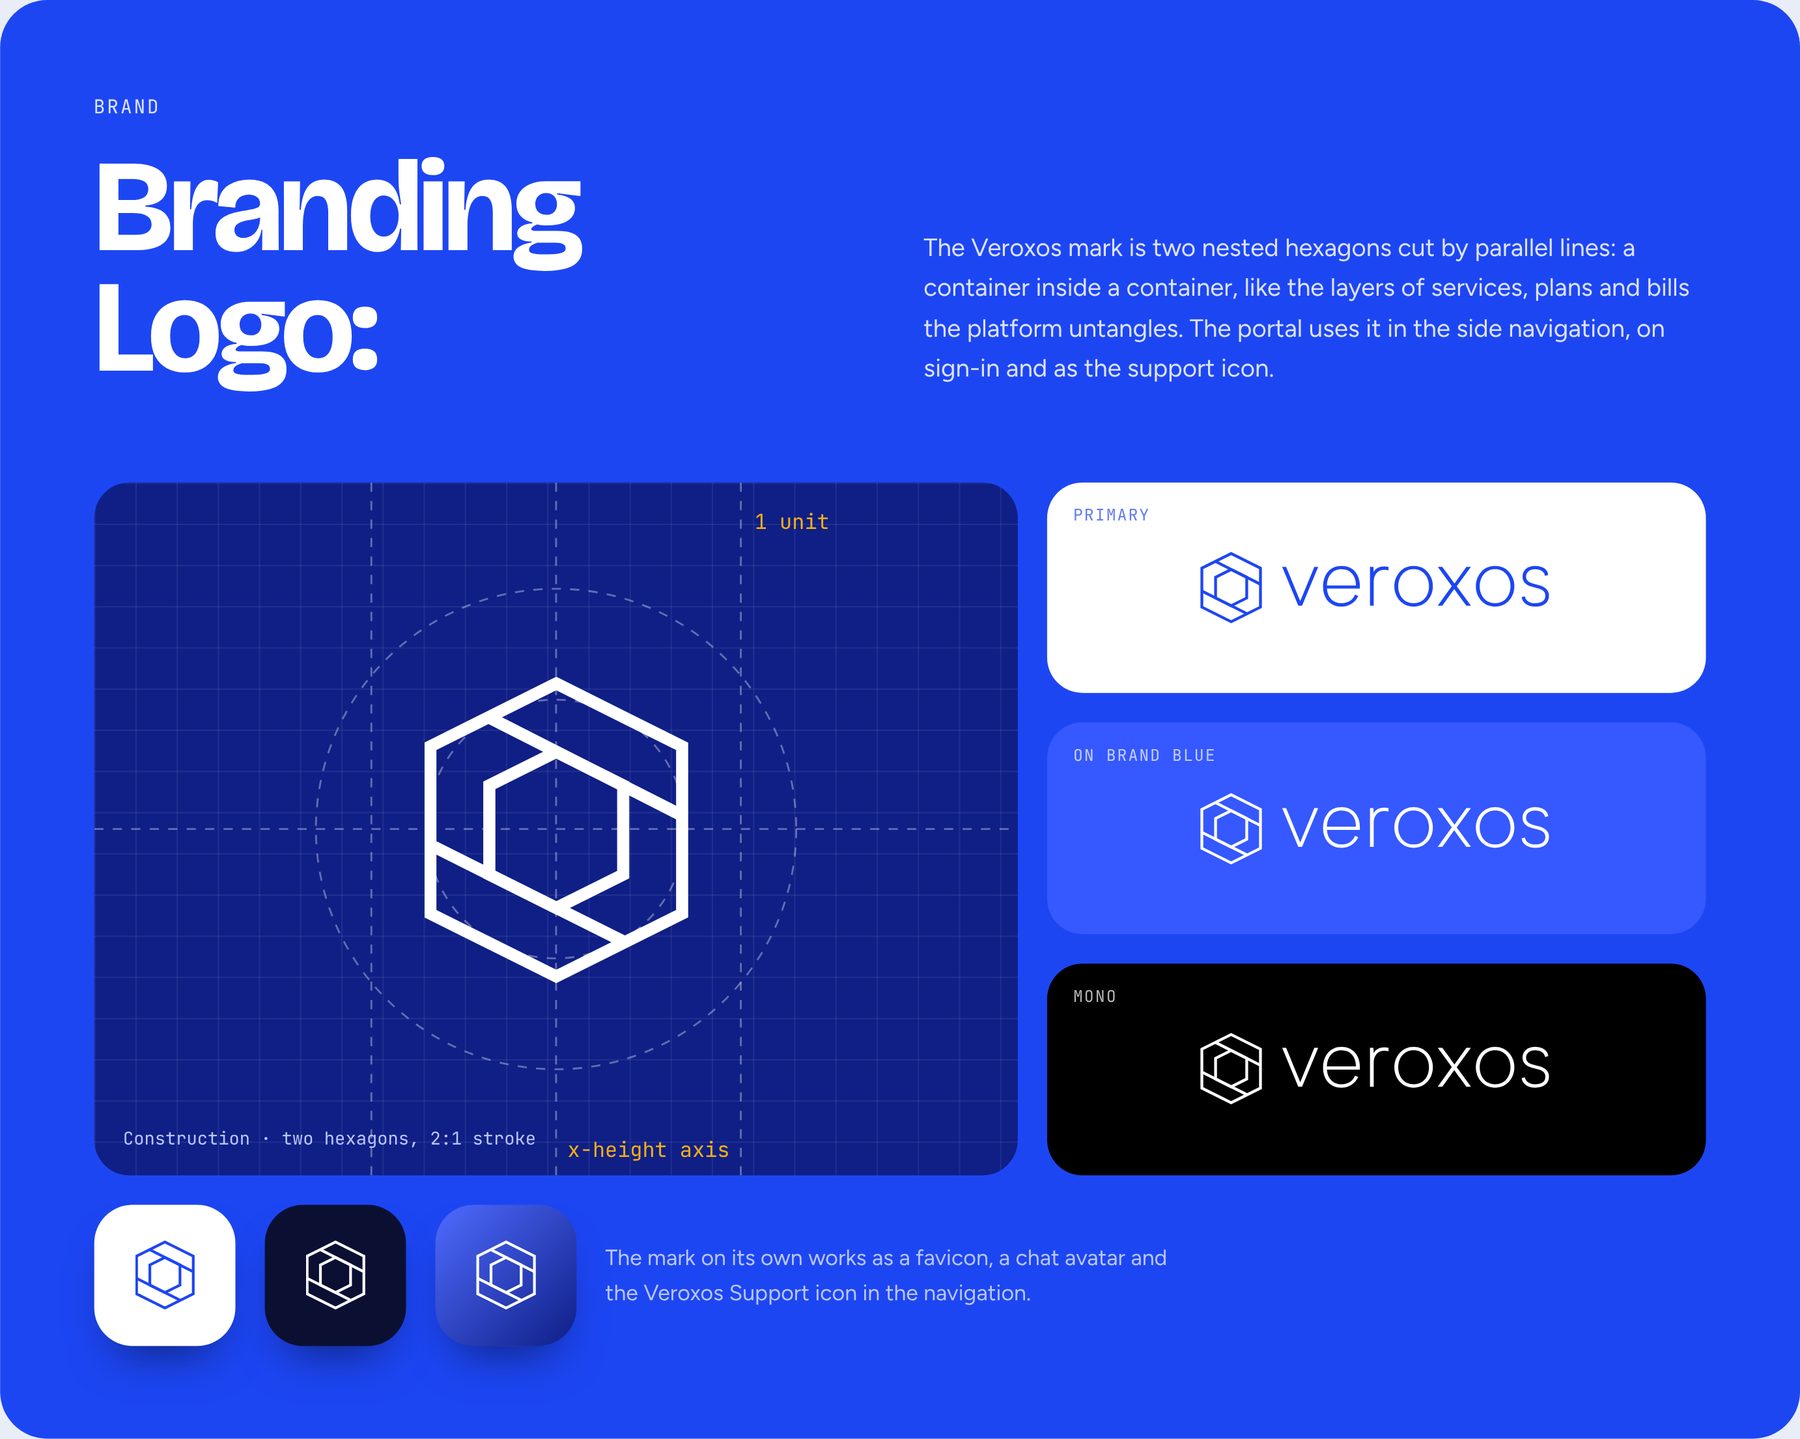 BRAND
Branding
Logo:
The Veroxos mark is two nested hexagons cut by parallel lines: a
container inside a container, like the layers of services, plans and bills
the platform untangles. The portal uses it in the side navigation, on
sign-in and as the support icon.
1 unit
Construction · two hexagons, 2:1 stroke
x-height axis
PRIMARY
veroxos
ON BRAND BLUE
veroxos
MONO
veroxos
The mark on its own works as a favicon, a chat avatar and
the Veroxos Support icon in the navigation.